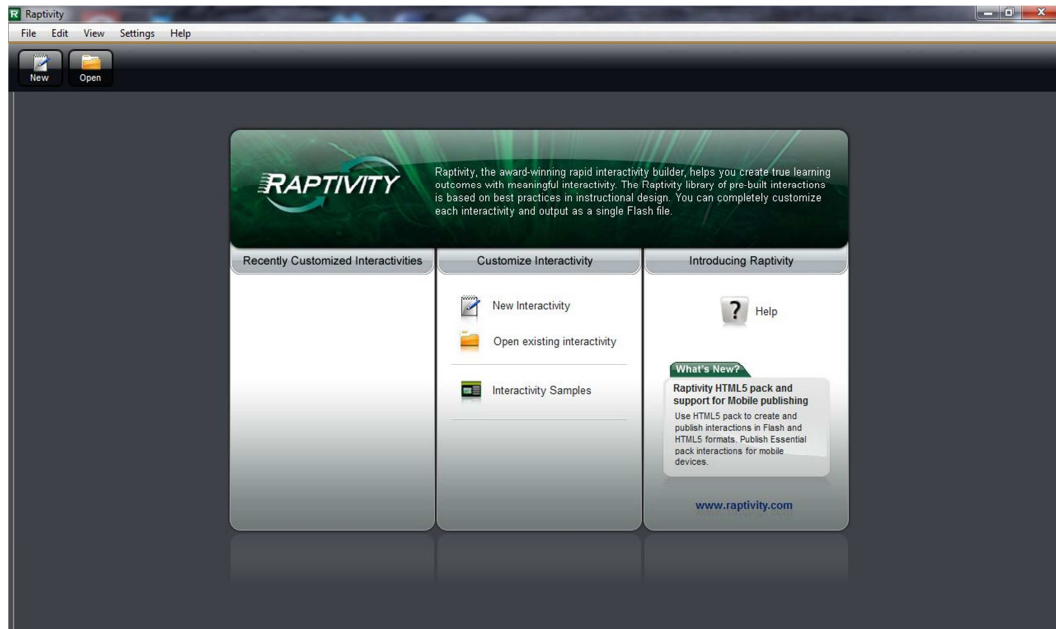 Raptivity
File Edit View Settings Help
New Open
RAPTIVITY
Raptivity, the award-winning rapid interactivity builder, helps you create true learning
outcomes with meaningful interactivity. The Raptivity library of pre-built interactions
is based on best practices in instructional design. You can completely customize
each interactivity and output as a single Flash file.
Recently Customized Interactivities
Customize Interactivity
New Interactivity
Open existing interactivity
Interactivity Samples
Introducing Raptivity
Help
What's New?
Raptivity HTML5 pack and
support for Mobile publishing
Use HTML5 pack to create and
publish interactions in Flash and
HTML5 formats. Publish Essential
pack interactions for mobile
devices.
www.raptivity.com